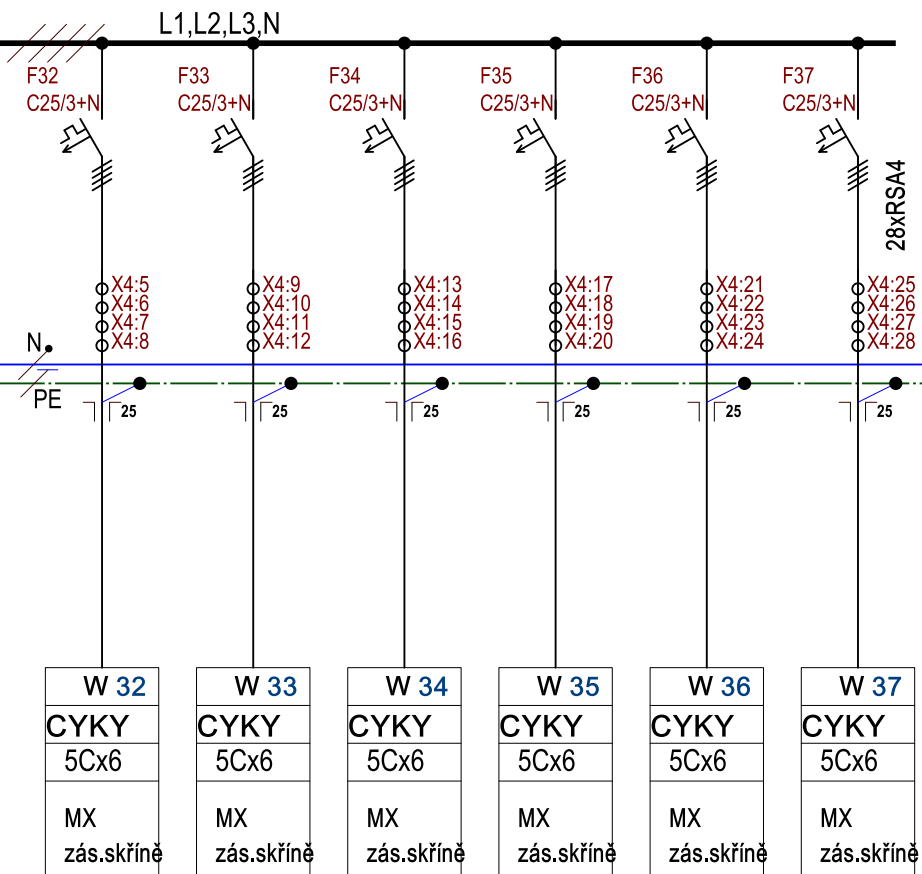 L1,L2,L3,N
F32 F33 F34 F35 F36 F37
C25/3+N C25/3+N C25/3+N C25/3+N C25/3+N C25/3+N
28xRSA4
X4:5 X4:9 X4:13 X4:17 X4:21 X4:25
X4:6 X4:10 X4:14 X4:18 X4:22 X4:26
X4:7 X4:11 X4:15 X4:19 X4:23 X4:27
X4:8 X4:12 X4:16 X4:20 X4:24 X4:28
N
PE
25 25 25 25 25 25
W 32 W 33 W 34 W 35 W 36 W 37
CYKY CYKY CYKY CYKY CYKY CYKY
5Cx6 5Cx6 5Cx6 5Cx6 5Cx6 5Cx6
MX MX MX MX MX MX
zás.skříně zás.skříně zás.skříně zás.skříně zás.skříně zás.skříně